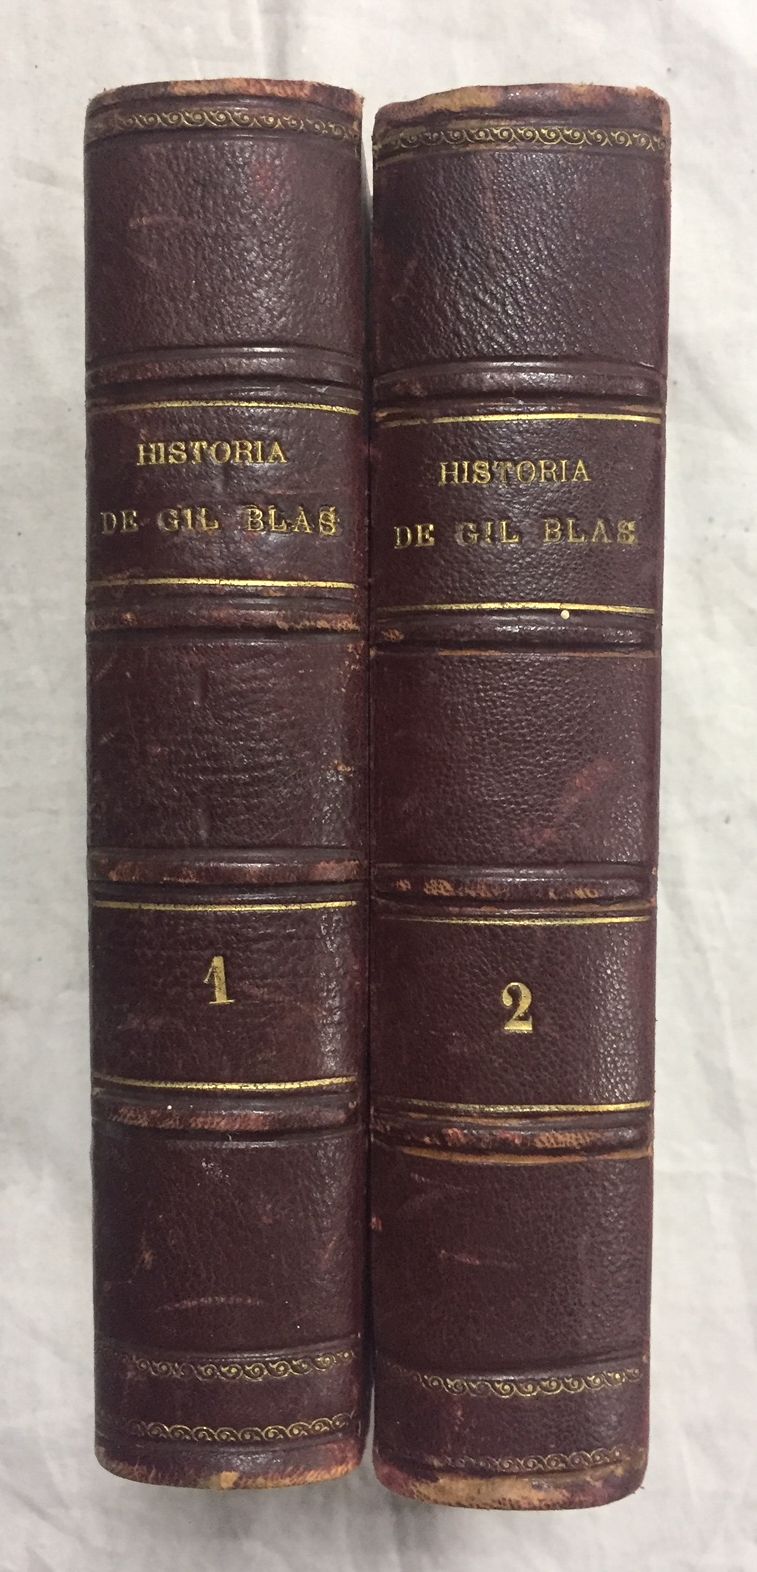 HISTORIA
DE GIL BLAS
1
HISTORIA
DE GIL BLAS
2